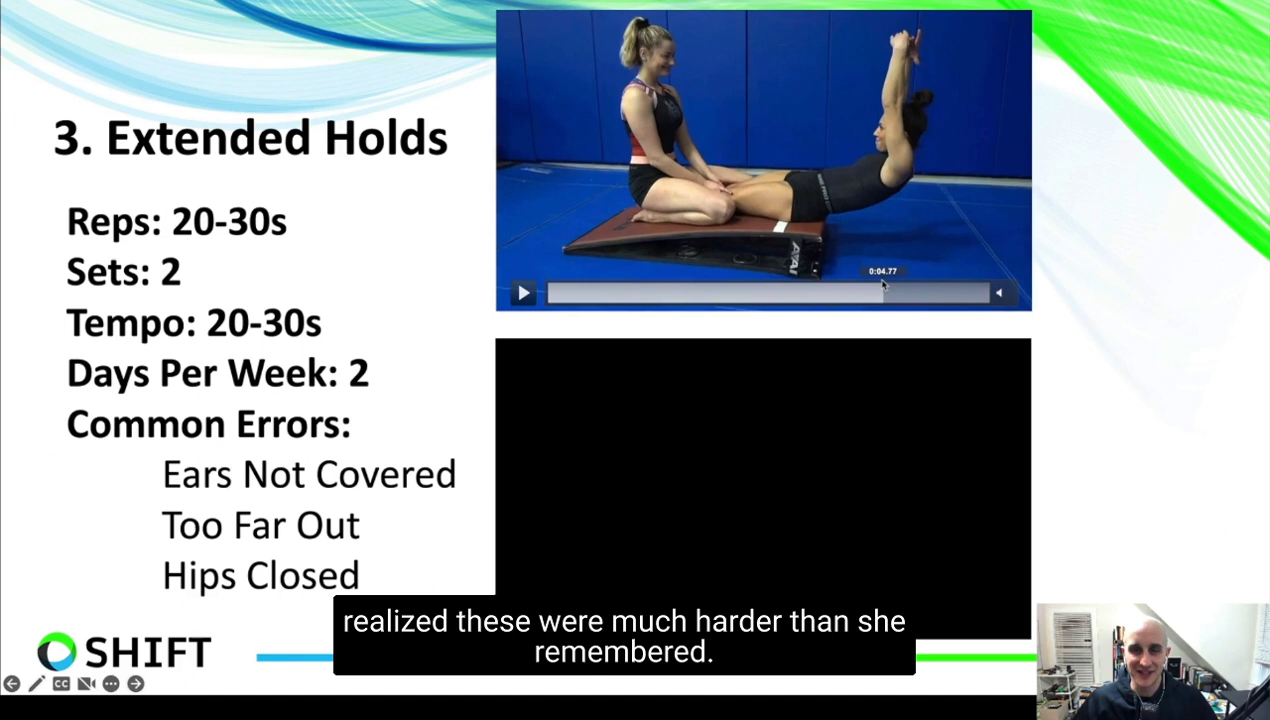 3. Extended Holds
Reps: 20-30s
Sets: 2
Tempo: 20-30s
Days Per Week: 2
Common Errors:
Ears Not Covered
Too Far Out
Hips Closed
0:04.77
realized these were much harder than she
remembered.
SHIFT
CC